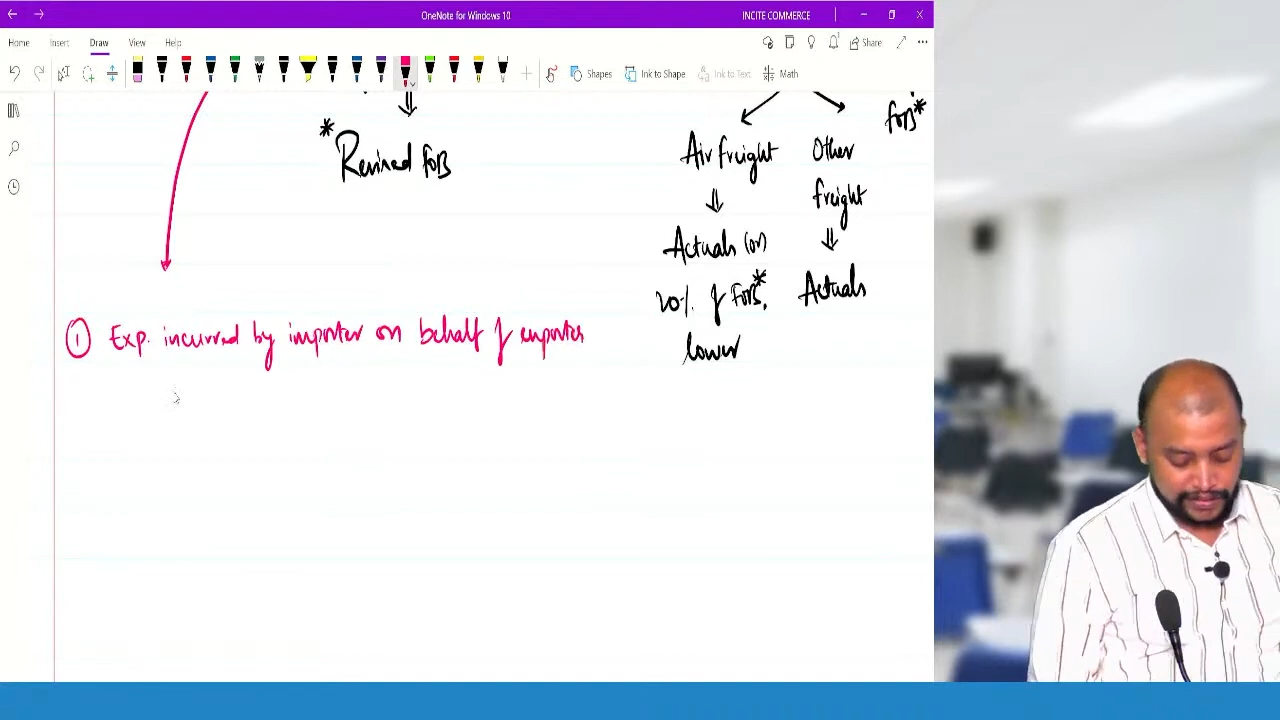 OneNote for Windows 10
INCITE COMMERCE
Home Insert Draw View Help
Share
Shapes
Ink to Shape
Ink to Text
Math
* Revised FOB
FOB*
Air freight
Actuals (or)
20% of FOB*,
lower
Other
freight
Actuals
① Exp. incurred by importer on behalf of exporter